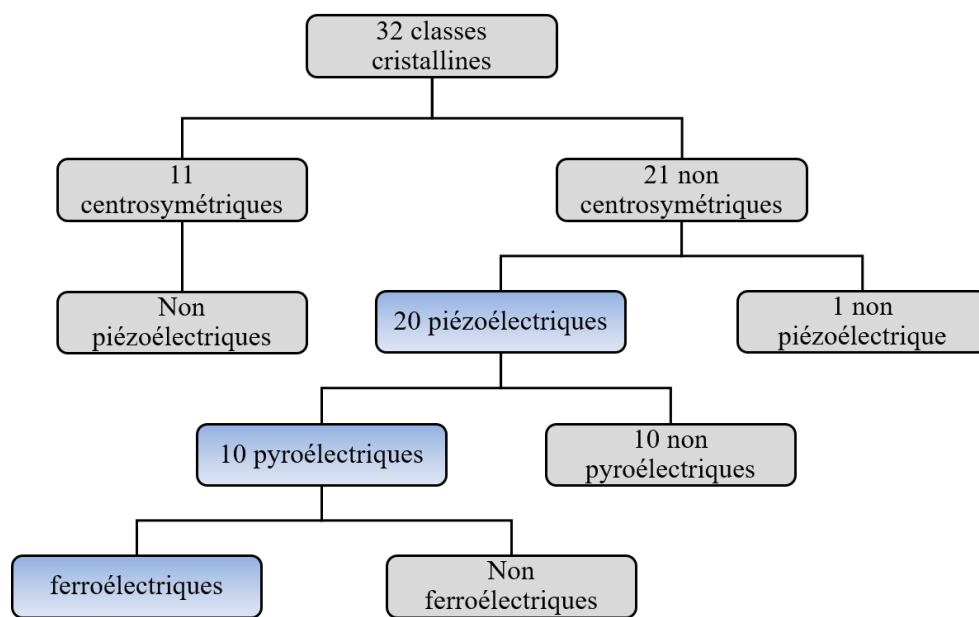 32 classes
cristallines
11
centrosymétriques
21 non
centrosymétriques
Non
piézoélectriques
20 piézoélectriques
1 non
piézoélectrique
10 pyroélectriques
10 non
pyroélectriques
ferroélectriques
Non
ferroélectriques